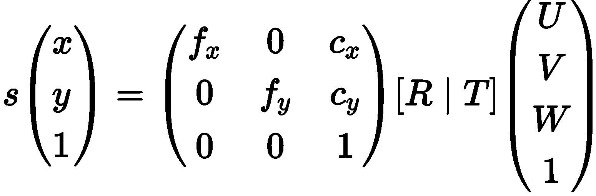 s(x y 1) = (f_x 0 c_x; 0 f_y c_y; 0 0 1) [R | T] (U V W 1)